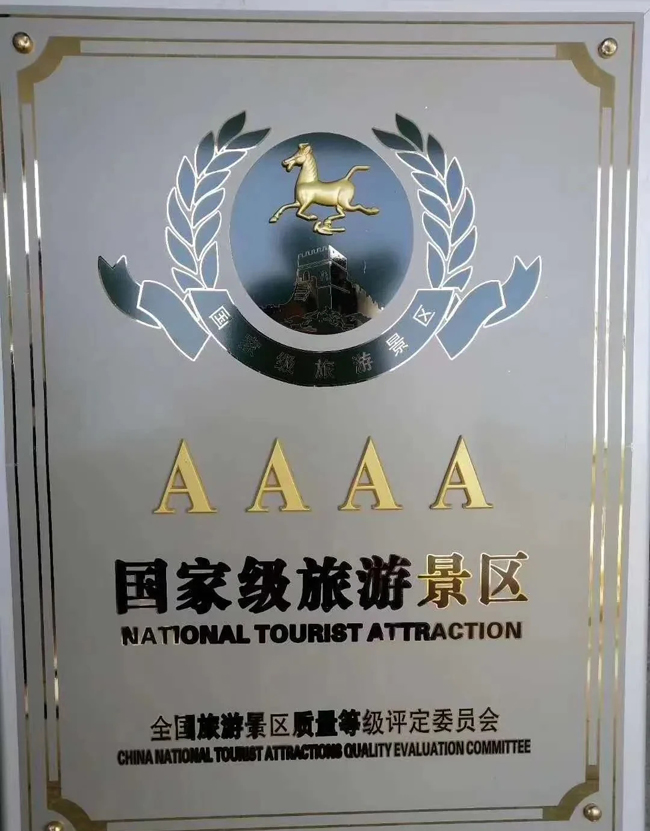 国家级旅游景区
AAAA
国家级旅游景区
NATIONAL TOURIST ATTRACTION
全国旅游景区质量等级评定委员会
CHINA NATIONAL TOURIST ATTRACTIONS QUALITY EVALUATION COMMITTEE